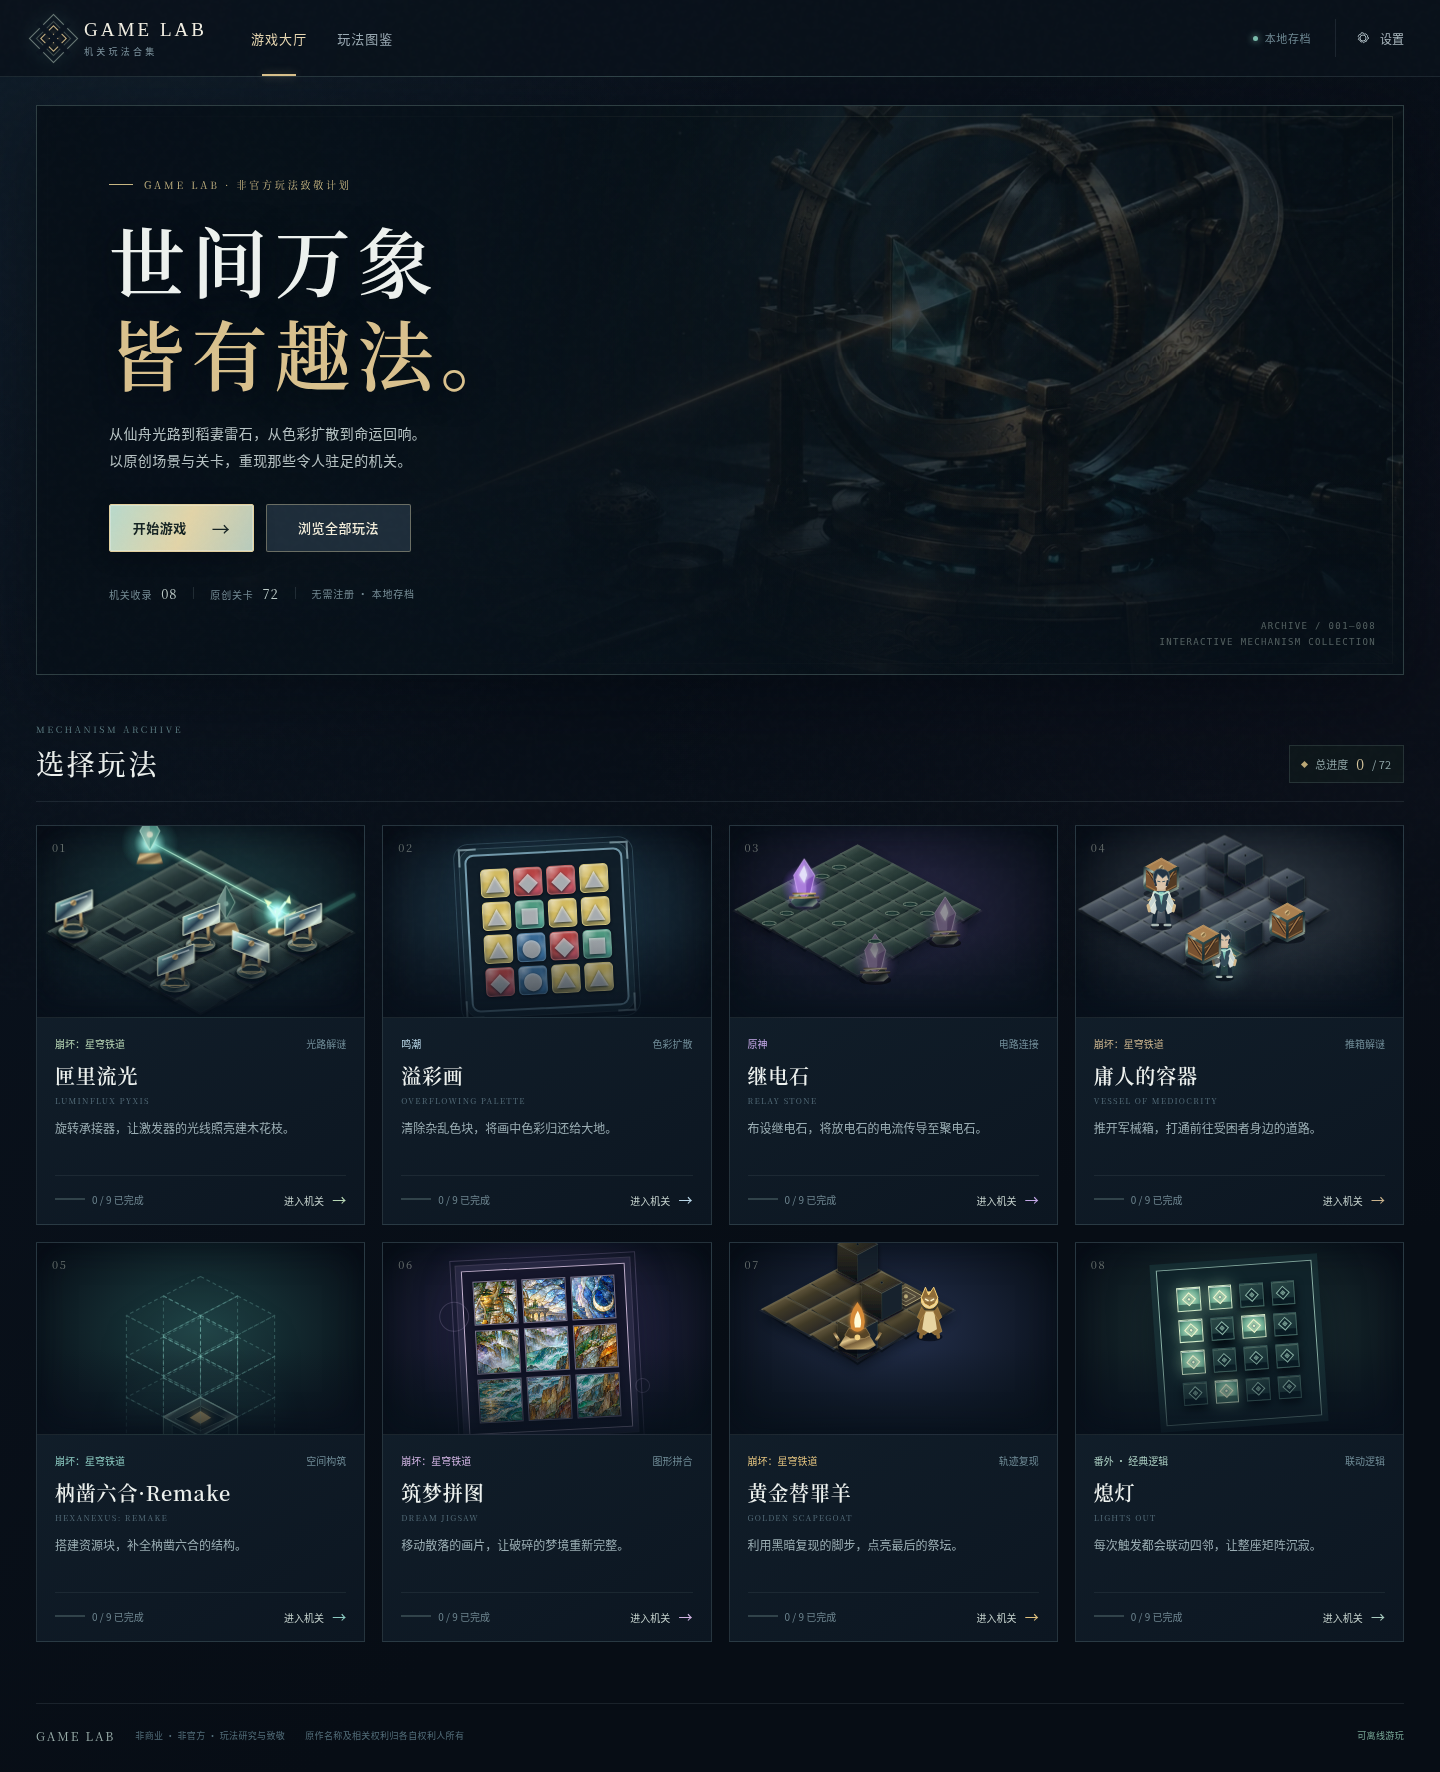 GAME LAB
机关玩法合集
游戏大厅
玩法图鉴
本地存档
设置
GAME LAB · 非官方玩法致敬计划
世间万象
皆有趣法。
从仙舟光路到稻妻雷石，从色彩扩散到命运回响。
以原创场景与关卡，重现那些令人驻足的机关。
开始游戏 →
浏览全部玩法
机关收录 08
原创关卡 72
无需注册 · 本地存档
ARCHIVE / 001—008
INTERACTIVE MECHANISM COLLECTION
MECHANISM ARCHIVE
选择玩法
总进度 0 / 72
01
崩坏：星穹铁道
光路解谜
匣里流光
LUMINFLUX PYXIS
旋转承接器，让激发器的光线照亮建木花枝。
0 / 9 已完成
进入机关 →
02
鸣潮
色彩扩散
溢彩画
OVERFLOWING PALETTE
清除杂乱色块，将画中色彩归还给大地。
0 / 9 已完成
进入机关 →
03
原神
电路连接
继电石
RELAY STONE
布设继电石，将放电石的电流传导至聚电石。
0 / 9 已完成
进入机关 →
04
崩坏：星穹铁道
推箱解谜
庸人的容器
VESSEL OF MEDIOCRITY
推开军械箱，打通前往受困者身边的道路。
0 / 9 已完成
进入机关 →
05
崩坏：星穹铁道
空间构筑
枘凿六合·Remake
HEXANEXUS: REMAKE
搭建资源块，补全枘凿六合的结构。
0 / 9 已完成
进入机关 →
06
崩坏：星穹铁道
图形拼合
筑梦拼图
DREAM JIGSAW
移动散落的画片，让破碎的梦境重新完整。
0 / 9 已完成
进入机关 →
07
崩坏：星穹铁道
轨迹复现
黄金替罪羊
GOLDEN SCAPEGOAT
利用黑暗复现的脚步，点亮最后的祭坛。
0 / 9 已完成
进入机关 →
08
番外 · 经典逻辑
联动逻辑
熄灯
LIGHTS OUT
每次触发都会联动四邻，让整座矩阵沉寂。
0 / 9 已完成
进入机关 →
GAME LAB
非商业 · 非官方 · 玩法研究与致敬
原作名称及相关权利归各自权利人所有
可离线游玩